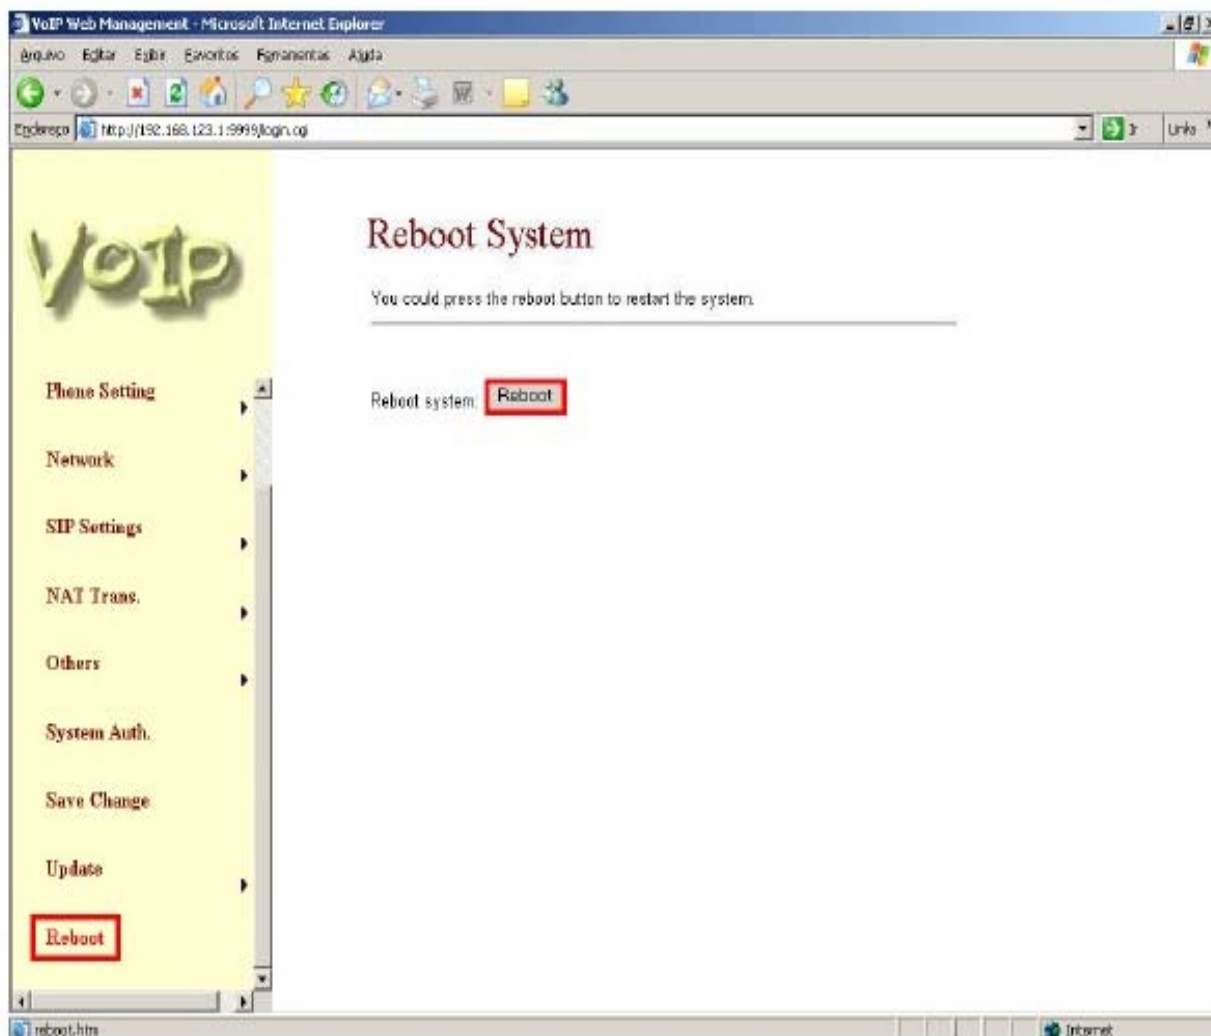 VoIP Web Management - Microsoft Internet Explorer
Arquivo Editar Exibir Favoritos Ferramentas Ajuda
Endereço http://192.168.123.1:9999/login.cgi Ir Links
VoIP
Reboot System
You could press the reboot button to restart the system.
Phone Setting
Reboot system: Reboot
Network
SIP Settings
NAT Trans.
Others
System Auth.
Save Change
Update
Reboot
reboot.htm Internet